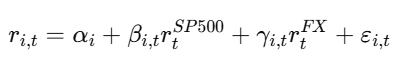 r_{i,t} = α_i + β_{i,t} r_t^{SP500} + γ_{i,t} r_t^{FX} + ε_{i,t}